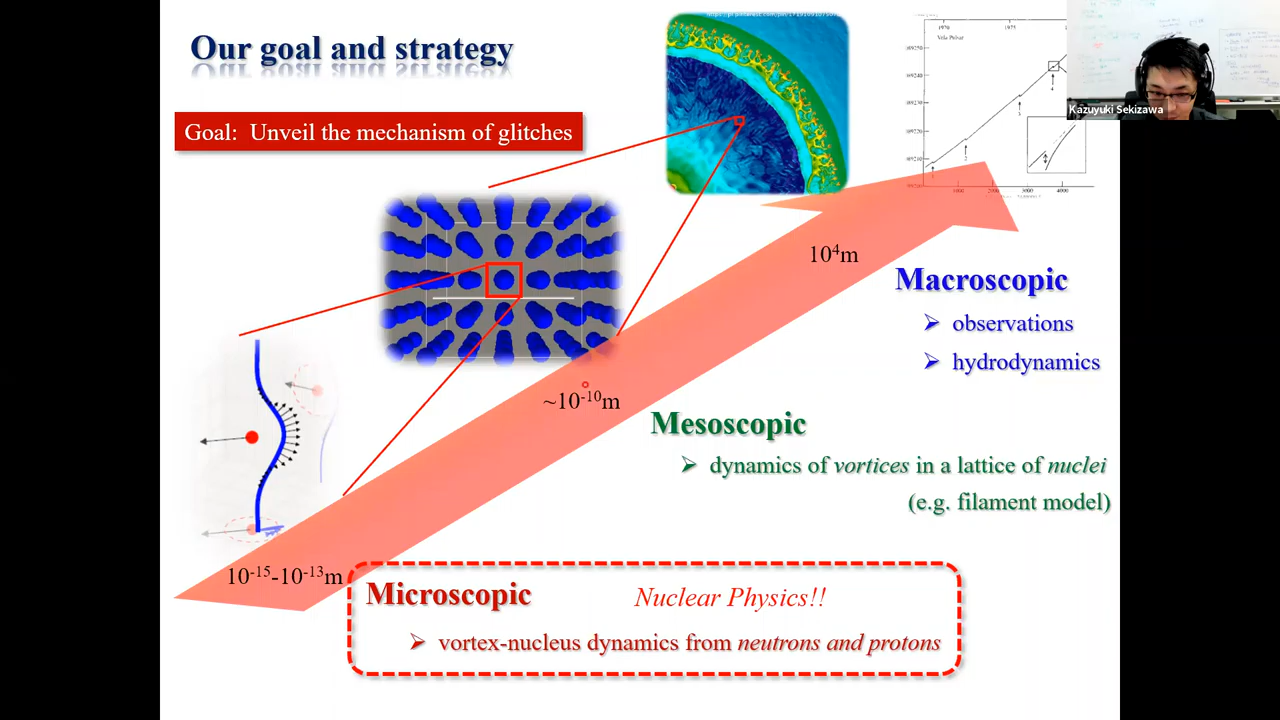 Our goal and strategy
Goal: Unveil the mechanism of glitches
Vela Pulsar
Kazuyuki Sekizawa
10⁴m
Macroscopic
➢ observations
➢ hydrodynamics
~10⁻¹⁰m
Mesoscopic
➢ dynamics of vortices in a lattice of nuclei
(e.g. filament model)
10⁻¹⁵-10⁻¹³m
Microscopic
Nuclear Physics!!
➢ vortex-nucleus dynamics from neutrons and protons